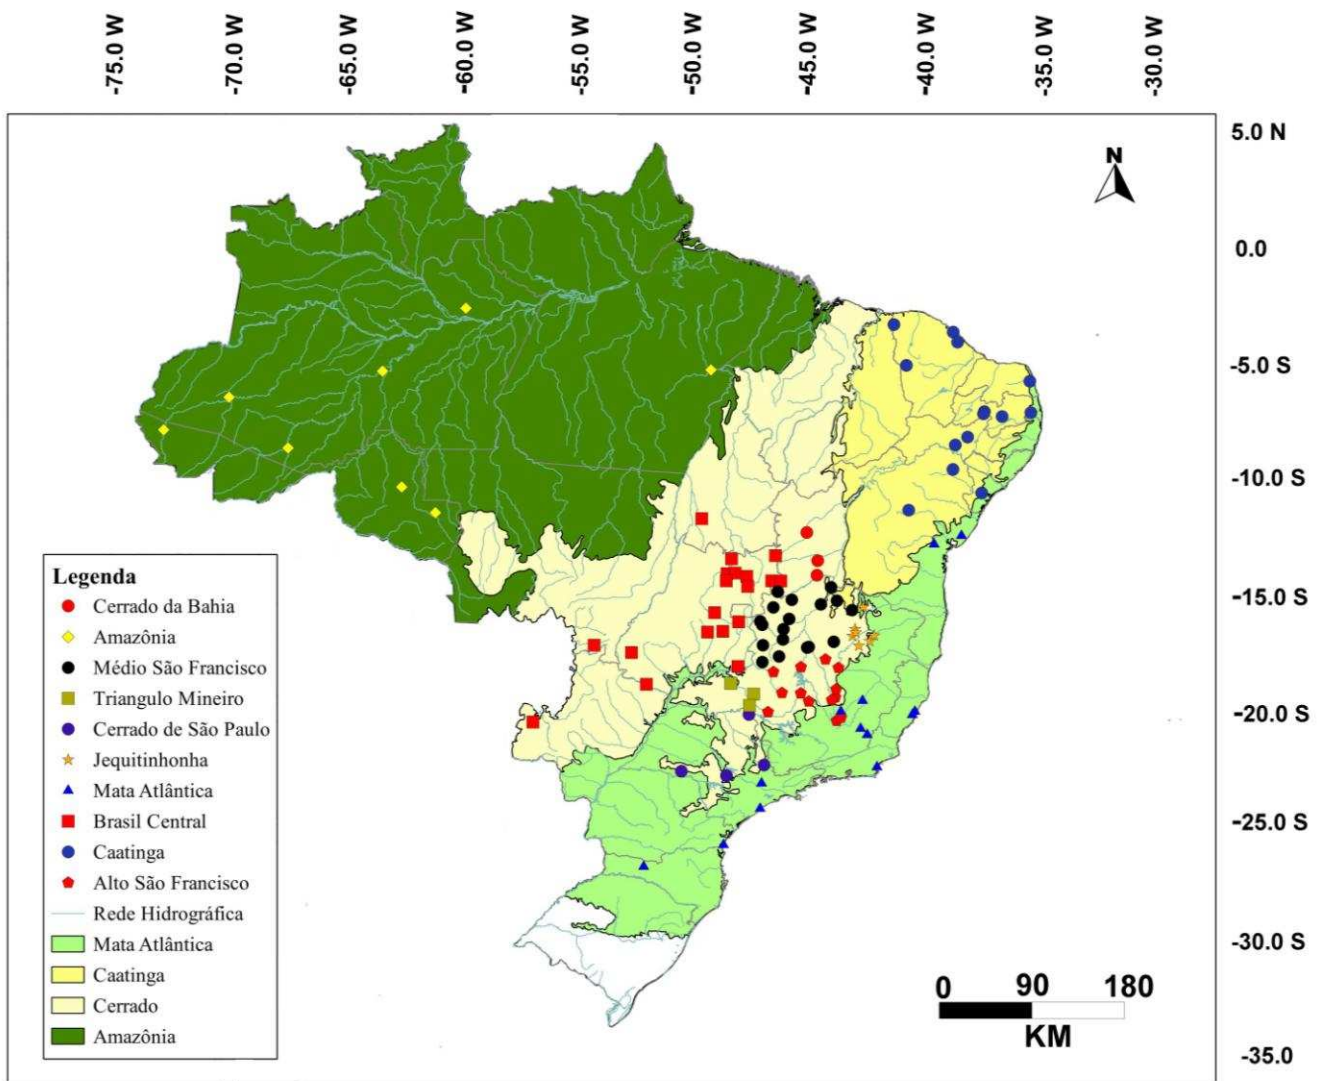 -75.0 W
-70.0 W
-65.0 W
-60.0 W
-55.0 W
-50.0 W
-45.0 W
-40.0 W
-35.0 W
-30.0 W
5.0 N
N
0.0
-5.0 S
-10.0 S
-15.0 S
-20.0 S
-25.0 S
-30.0 S
-35.0
Legenda
Cerrado da Bahia
Amazônia
Médio São Francisco
Triangulo Mineiro
Cerrado de São Paulo
Jequitinhonha
Mata Atlântica
Brasil Central
Caatinga
Alto São Francisco
Rede Hidrográfica
Mata Atlântica
Caatinga
Cerrado
Amazônia
0 90 180
KM